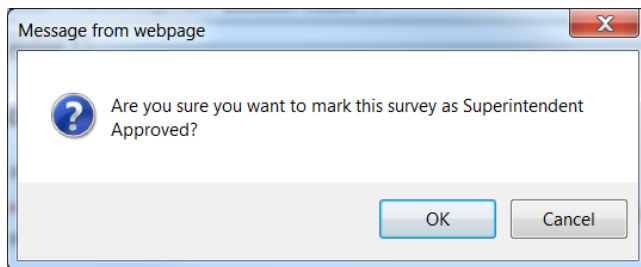 Message from webpage
Are you sure you want to mark this survey as Superintendent
Approved?
OK
Cancel